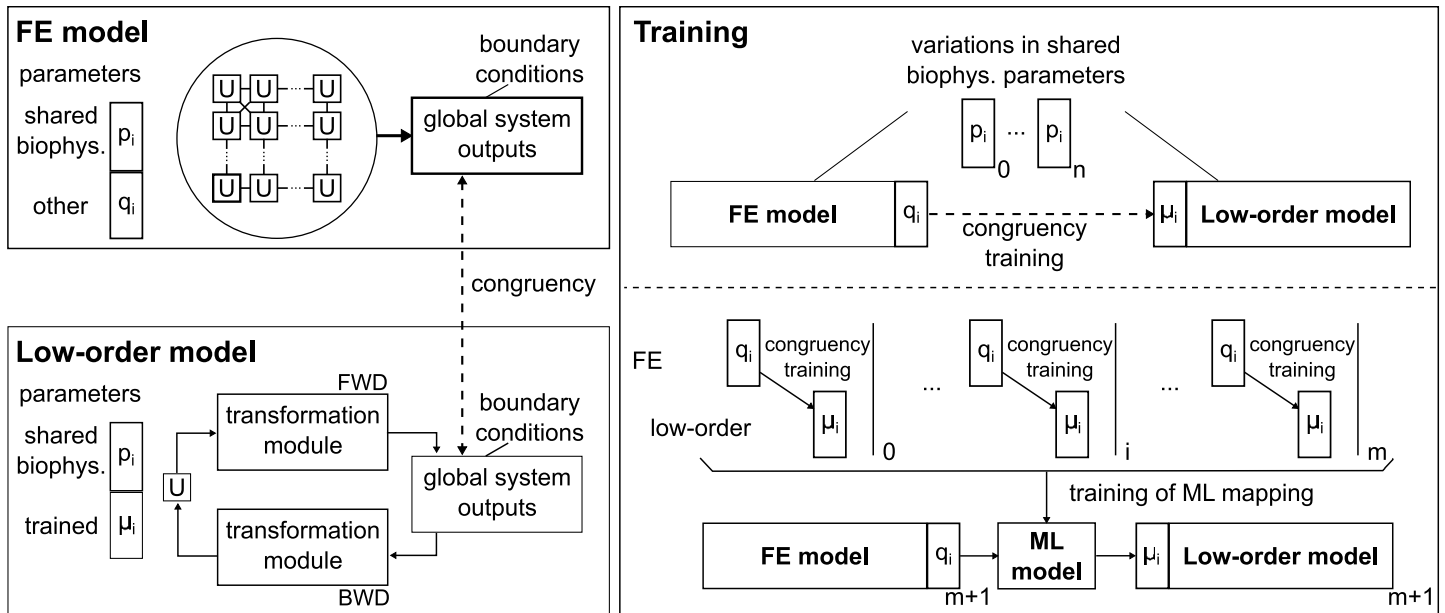 FE model
parameters
shared
biophys.
p_i
other
q_i
U U ... U
U U ... U
U U ... U
boundary
conditions
global system
outputs
congruency
Low-order model
parameters
shared
biophys.
p_i
trained
μ_i
U
FWD
transformation
module
transformation
module
BWD
boundary
conditions
global system
outputs
Training
variations in shared
biophys. parameters
p_i 0 ... p_i n
FE model q_i
congruency
training
μ_i Low-order model
FE
low-order
q_i congruency
training
μ_i 0
...
q_i congruency
training
μ_i i
...
q_i congruency
training
μ_i m
training of ML mapping
FE model q_i m+1
ML
model
μ_i Low-order model m+1